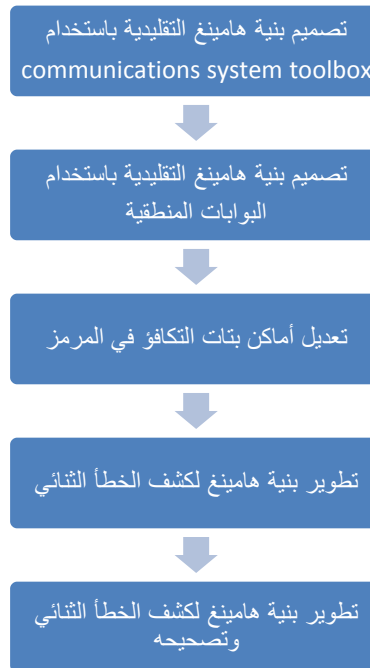 تصميم بنية هامينغ التقليدية باستخدام
communications system toolbox
تصميم بنية هامينغ التقليدية باستخدام
البوابات المنطقية
تعديل أماكن بتات التكافؤ في المرمز
تطوير بنية هامينغ لكشف الخطأ الثنائي
تطوير بنية هامينغ لكشف الخطأ الثنائي
وتصحيحه